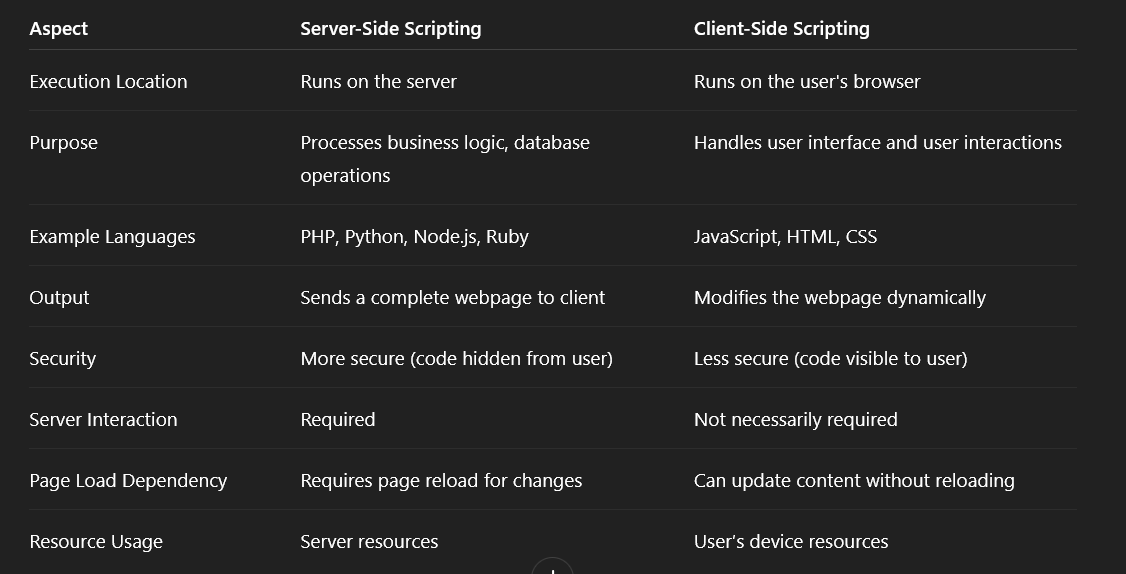 Aspect Server-Side Scripting Client-Side Scripting
Execution Location Runs on the server Runs on the user's browser
Purpose Processes business logic, database Handles user interface and user interactions
operations
Example Languages PHP, Python, Node.js, Ruby JavaScript, HTML, CSS
Output Sends a complete webpage to client Modifies the webpage dynamically
Security More secure (code hidden from user) Less secure (code visible to user)
Server Interaction Required Not necessarily required
Page Load Dependency Requires page reload for changes Can update content without reloading
Resource Usage Server resources User’s device resources